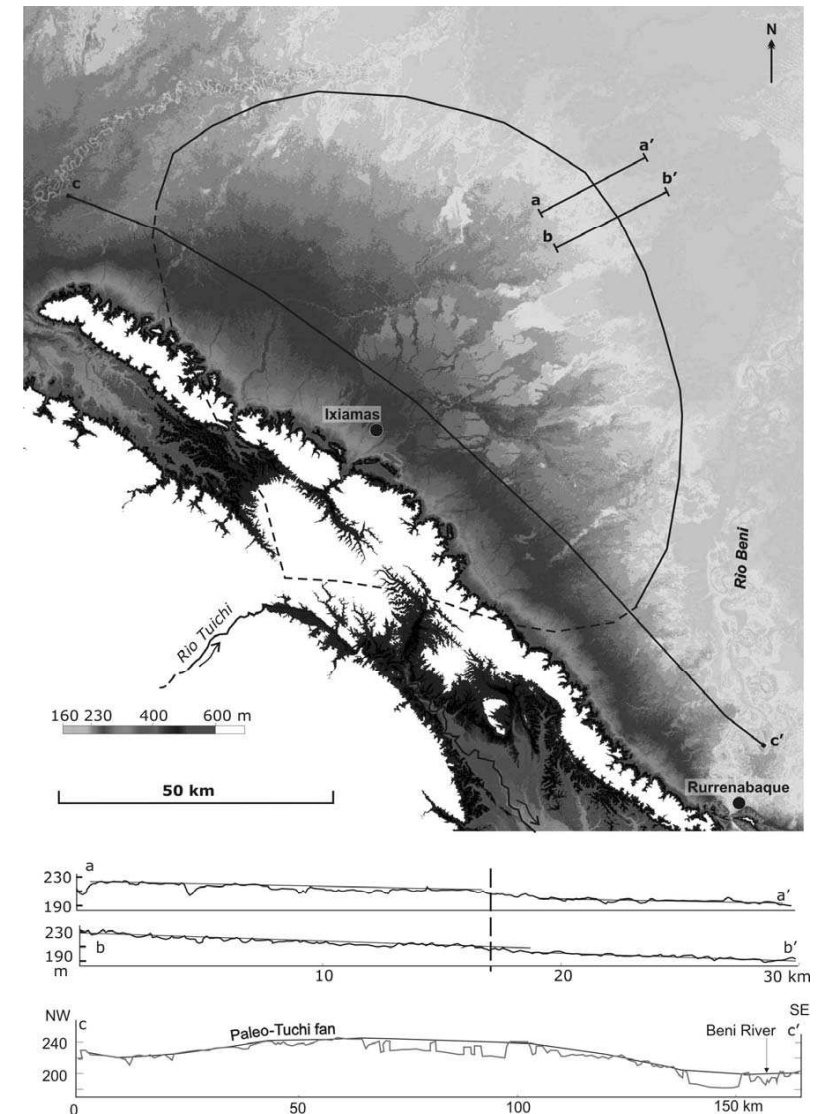 N
a'
b'
a
b
c
Ixiamas
Rio Beni
Rio Tuichi
160 230 400 600 m
50 km
c'
Rurrenabaque
a
230
190
a'
230
b
b'
190
m
10
20
30 km
NW
SE
c
Paleo-Tuchi fan
Beni River
c'
240
200
0
50
100
150 km